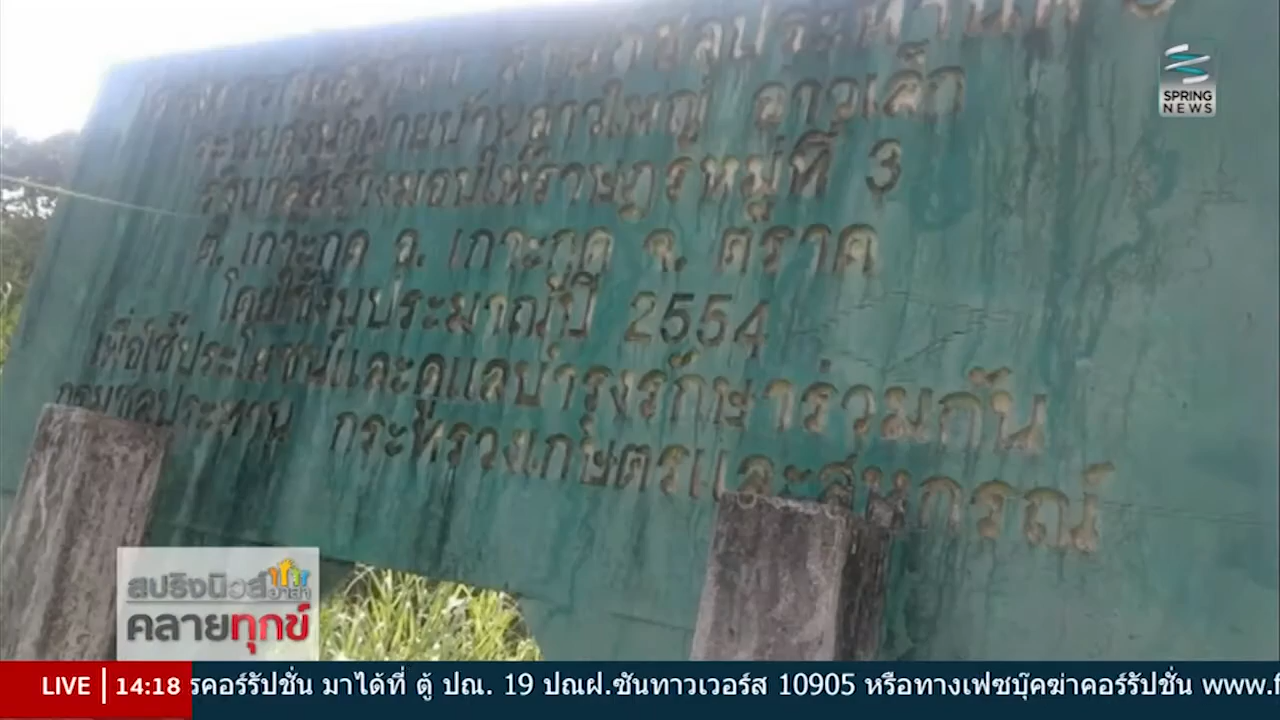 SPRING
NEWS
ระบบสูบน้ำฝายบ้านอ่าวใหญ่ อ่าวเล็ก
รัฐบาลสร้างมอบให้ราษฎรหมู่ที่ 3
ต. เกาะกูด อ. เกาะกูด จ. ตราด
โดยใช้งบประมาณปี 2554
เพื่อใช้ประโยชน์และดูแลบำรุงรักษาร่วมกัน
กรมชลประทาน กระทรวงเกษตรและสหกรณ์
สปริงนิวส์อาสา
คลายทุกข์
LIVE 14:18 รคอร์รัปชั่น มาได้ที่ ตู้ ปณ. 19 ปณฝ.ซันทาวเวอร์ส 10905 หรือทางเฟซบุ๊คฆ่าคอร์รัปชั่น www.f